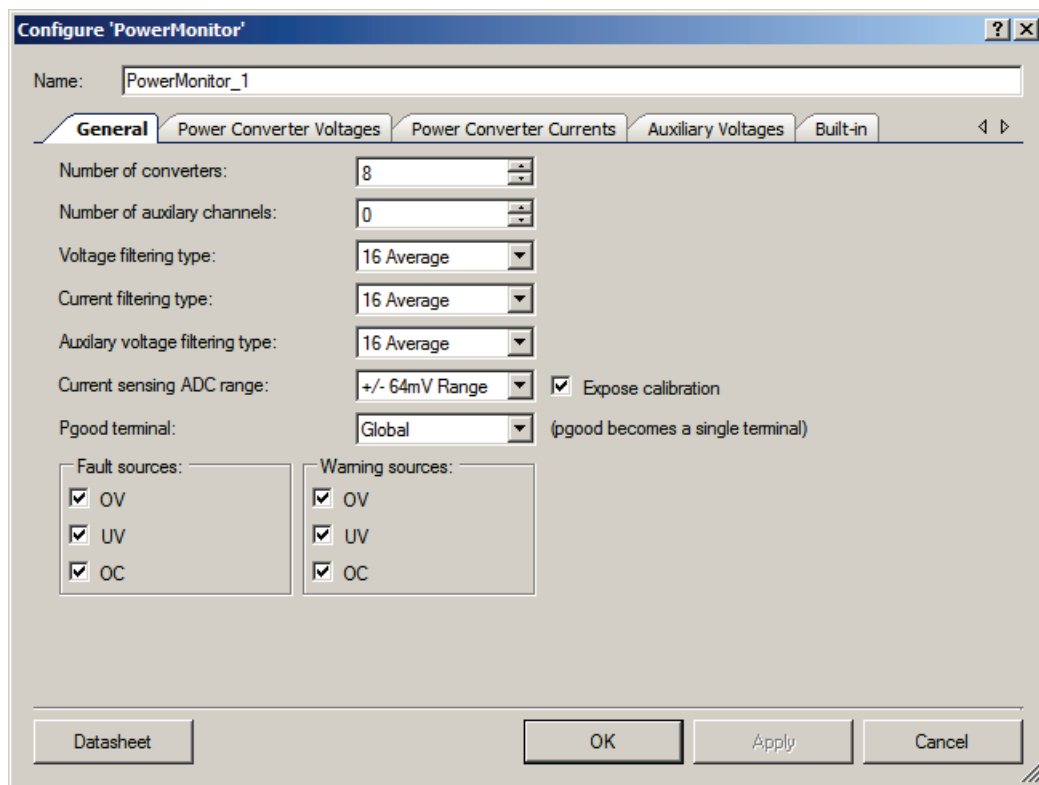 Configure 'PowerMonitor'
Name: PowerMonitor_1
General Power Converter Voltages Power Converter Currents Auxiliary Voltages Built-in
Number of converters: 8
Number of auxilary channels: 0
Voltage filtering type: 16 Average
Current filtering type: 16 Average
Auxilary voltage filtering type: 16 Average
Current sensing ADC range: +/- 64mV Range Expose calibration
Pgood terminal: Global (pgood becomes a single terminal)
Fault sources: Warning sources:
OV OV
UV UV
OC OC
Datasheet OK Apply Cancel